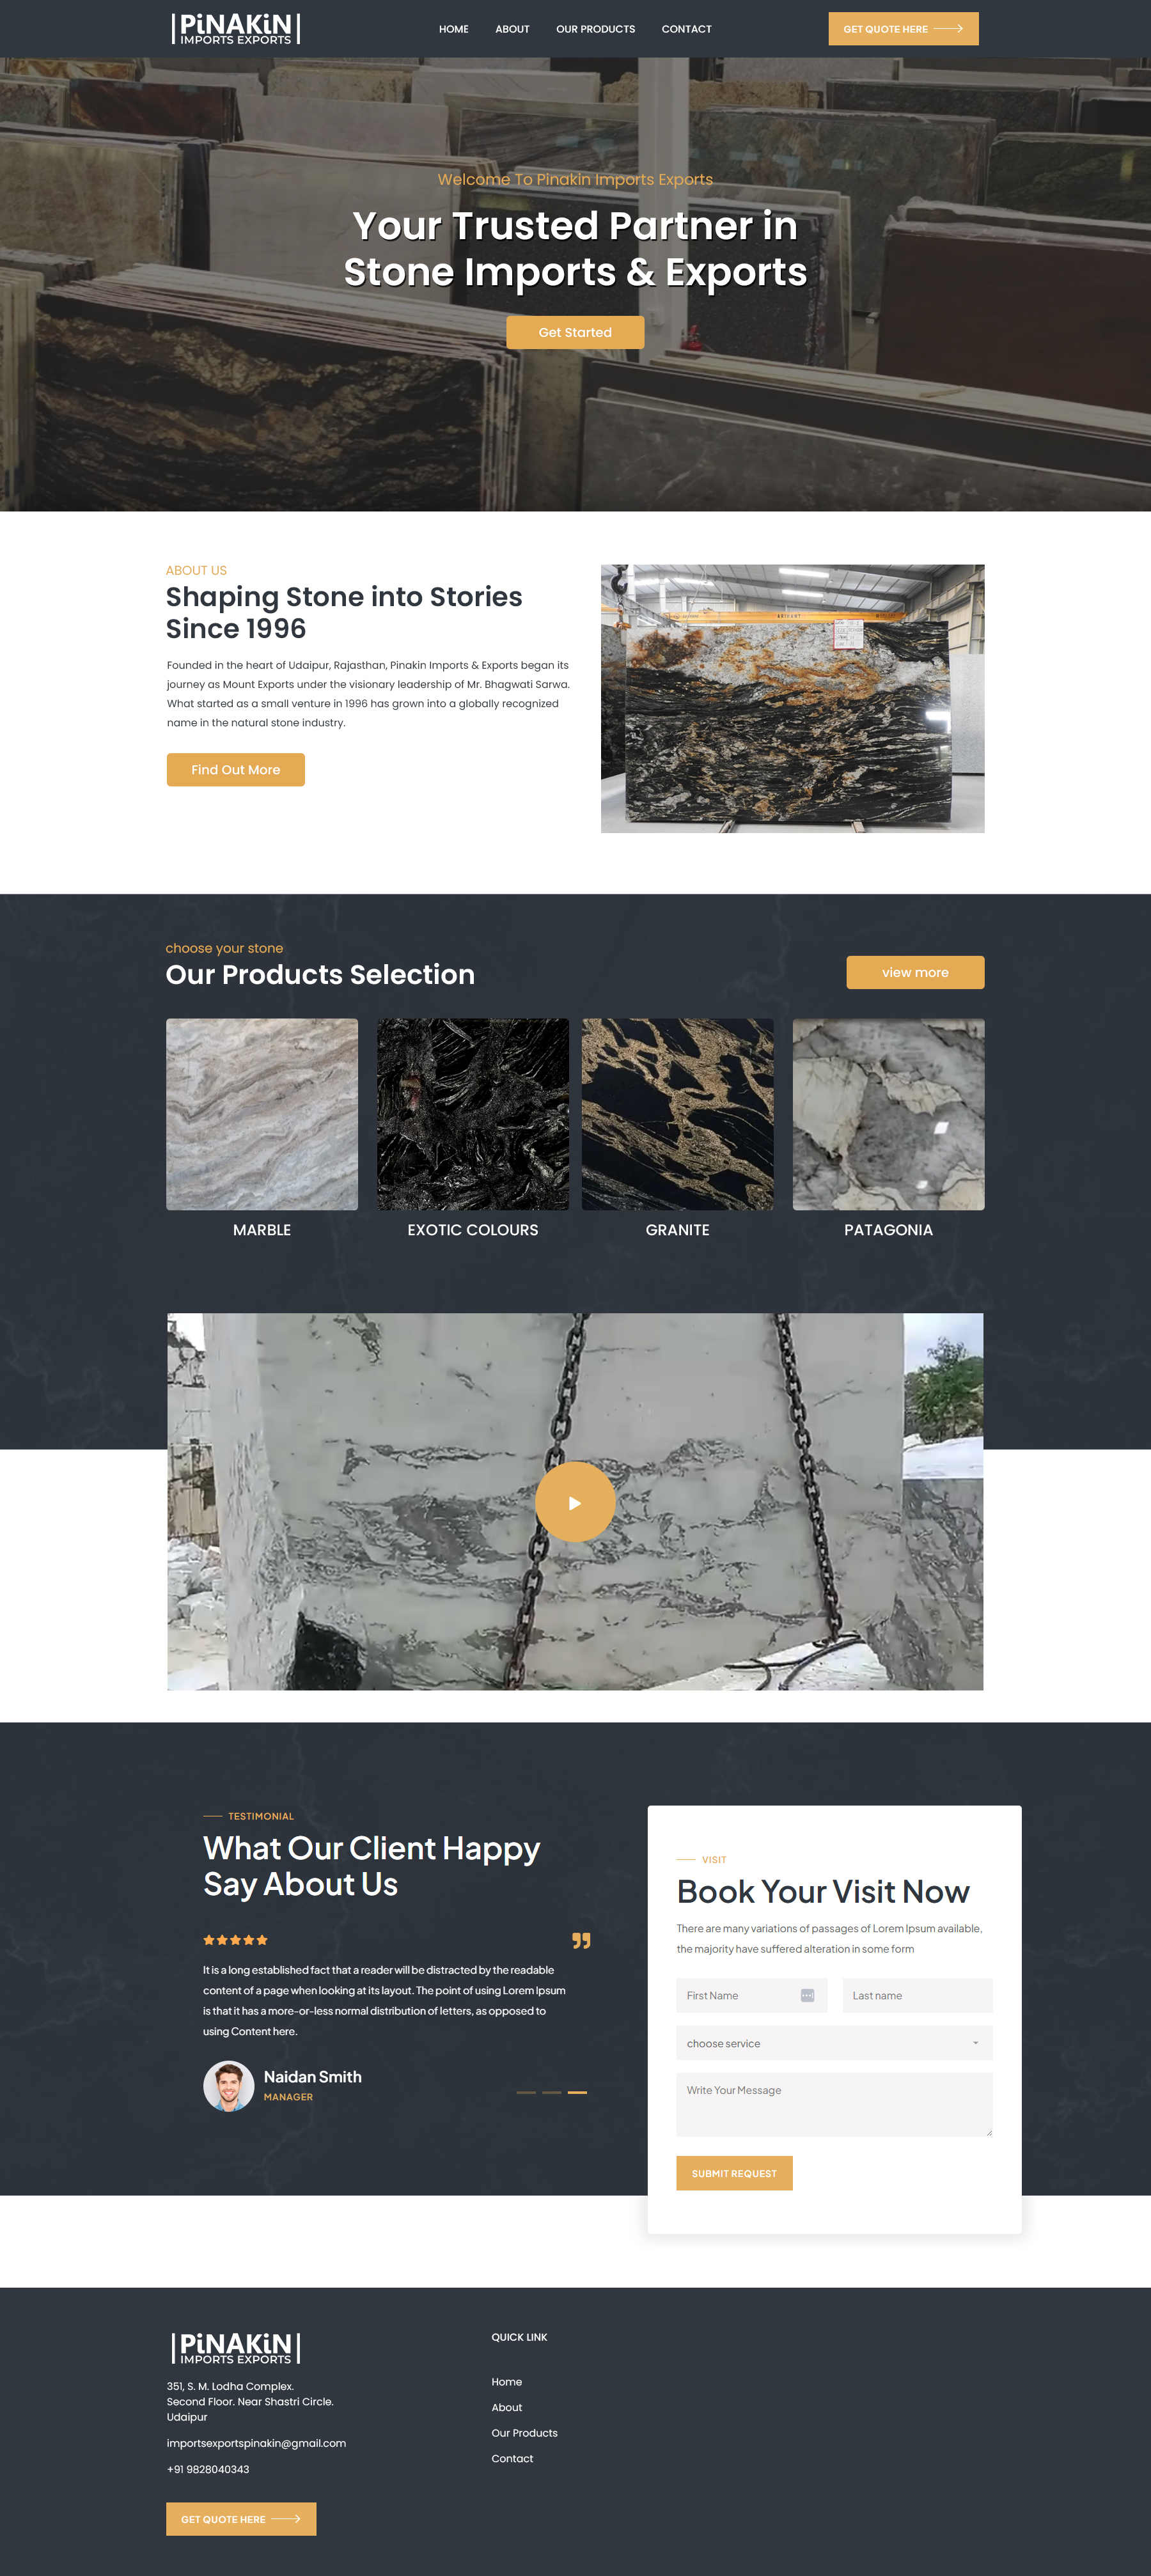 PiNAKiN
IMPORTS EXPORTS
HOME
ABOUT
OUR PRODUCTS
CONTACT
GET QUOTE HERE
Welcome To Pinakin Imports Exports
Your Trusted Partner in
Stone Imports & Exports
Get Started
ABOUT US
Shaping Stone into Stories
Since 1996
Founded in the heart of Udaipur, Rajasthan, Pinakin Imports & Exports began its
journey as Mount Exports under the visionary leadership of Mr. Bhagwati Sarwa.
What started as a small venture in 1996 has grown into a globally recognized
name in the natural stone industry.
Find Out More
choose your stone
Our Products Selection
view more
MARBLE
EXOTIC COLOURS
GRANITE
PATAGONIA
TESTIMONIAL
What Our Client Happy
Say About Us
It is a long established fact that a reader will be distracted by the readable
content of a page when looking at its layout. The point of using Lorem Ipsum
is that it has a more-or-less normal distribution of letters, as opposed to
using Content here.
Naidan Smith
MANAGER
VISIT
Book Your Visit Now
There are many variations of passages of Lorem Ipsum available,
the majority have suffered alteration in some form
First Name
Last name
choose service
Write Your Message
SUBMIT REQUEST
PiNAKiN
IMPORTS EXPORTS
351, S. M. Lodha Complex.
Second Floor. Near Shastri Circle.
Udaipur
importsexportspinakin@gmail.com
+91 9828040343
GET QUOTE HERE
QUICK LINK
Home
About
Our Products
Contact